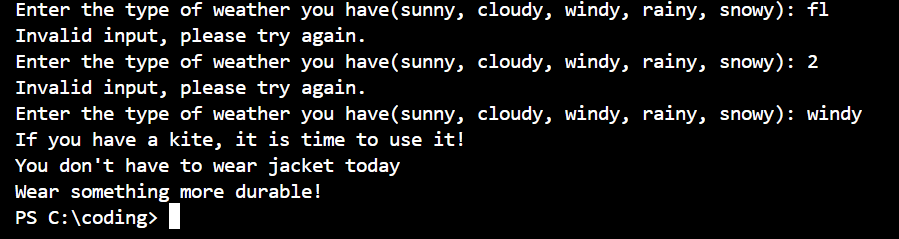 Enter the type of weather you have(sunny, cloudy, windy, rainy, snowy): fl
Invalid input, please try again.
Enter the type of weather you have(sunny, cloudy, windy, rainy, snowy): 2
Invalid input, please try again.
Enter the type of weather you have(sunny, cloudy, windy, rainy, snowy): windy
If you have a kite, it is time to use it!
You don't have to wear jacket today
Wear something more durable!
PS C:\coding>